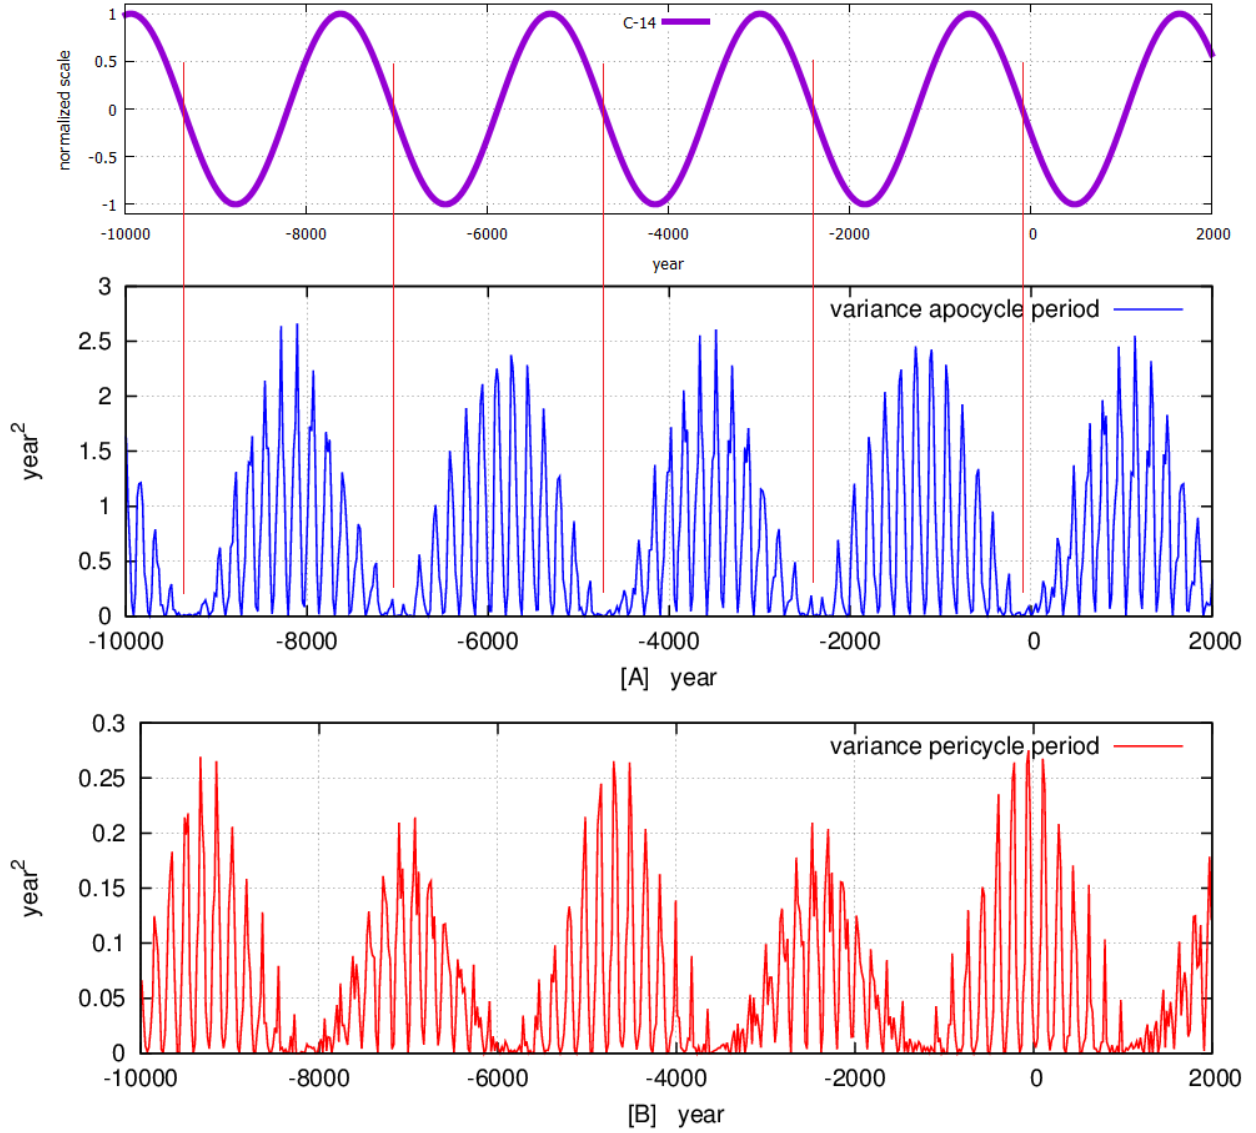 C-14
normalized scale
1
0.5
0
-0.5
-1
-10000 -8000 -6000 -4000 -2000 0 2000
year
variance apocycle period
year2
3
2.5
2
1.5
1
0.5
0
-10000 -8000 -6000 -4000 -2000 0 2000
[A] year
variance pericycle period
year2
0.3
0.25
0.2
0.15
0.1
0.05
0
-10000 -8000 -6000 -4000 -2000 0 2000
[B] year